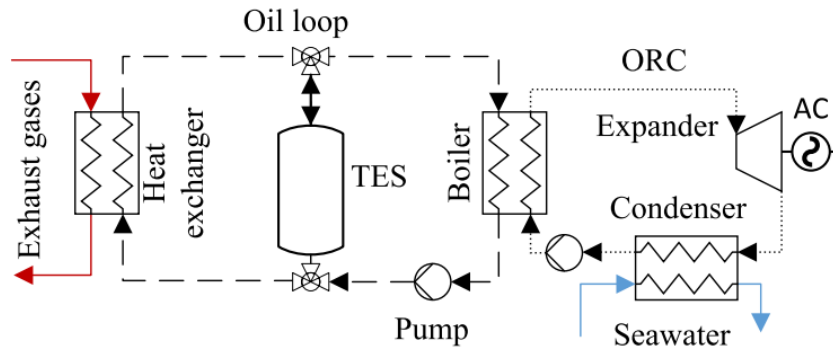 Oil loop
ORC
Exhaust gases
Heat
exchanger
TES
Boiler
Expander
AC
Condenser
Pump
Seawater